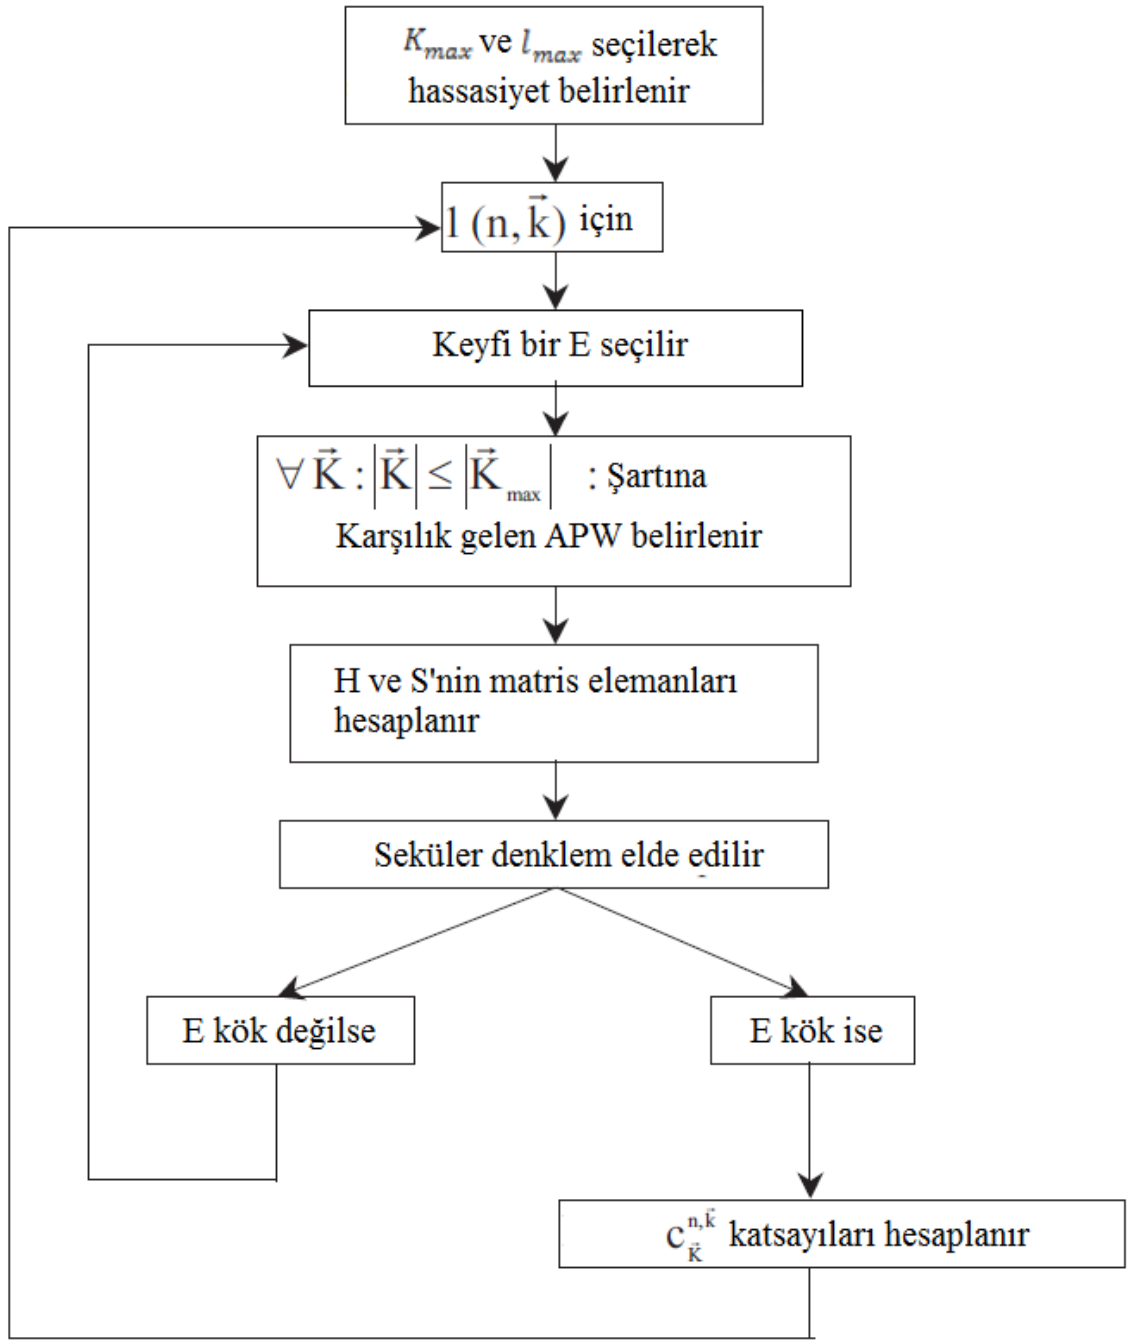 K_max ve l_max seçilerek
hassasiyet belirlenir
1 (n, k⃗) için
Keyfi bir E seçilir
∀ K⃗ : |K⃗| ≤ |K⃗_max| : Şartına
Karşılık gelen APW belirlenir
H ve S'nin matris elemanları
hesaplanır
Seküler denklem elde edilir
E kök değilse
E kök ise
c_K⃗^{n,k⃗} katsayıları hesaplanır